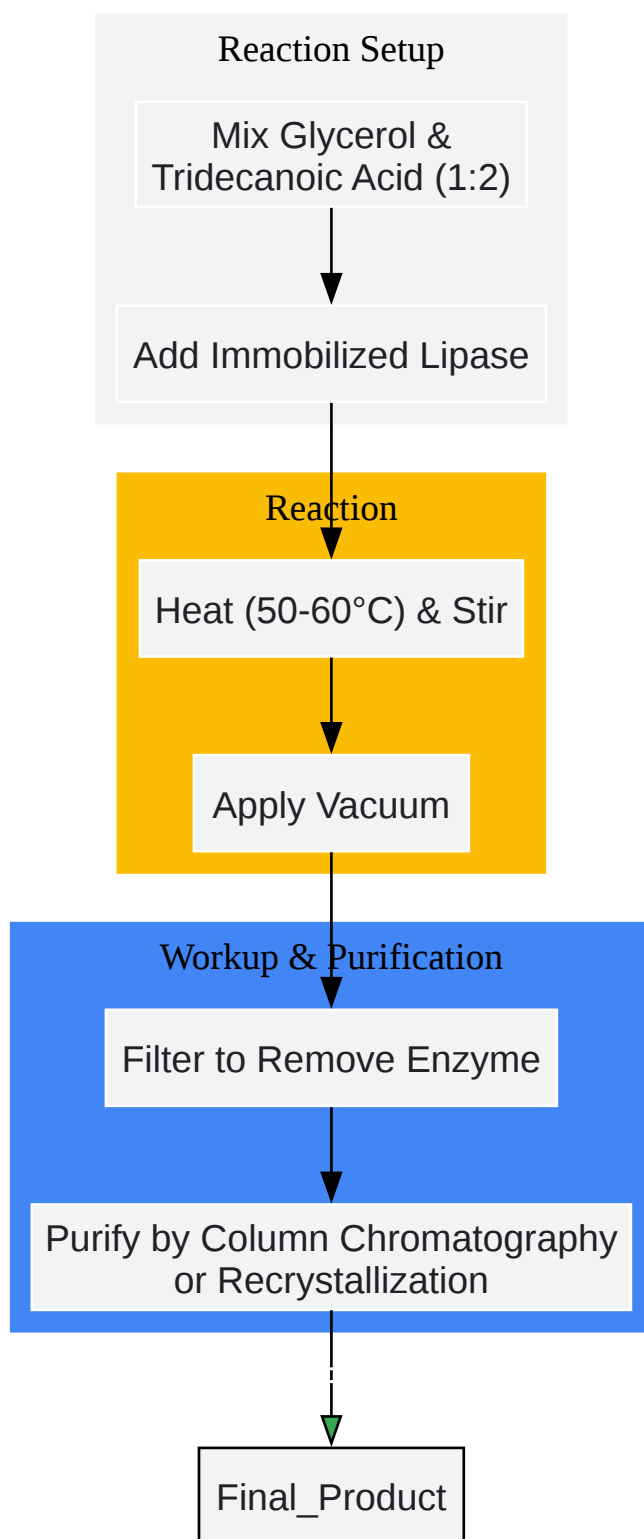 Reaction Setup
Mix Glycerol &
Tridecanoic Acid (1:2)
Add Immobilized Lipase
Reaction
Heat (50-60°C) & Stir
Apply Vacuum
Workup & Purification
Filter to Remove Enzyme
Purify by Column Chromatography
or Recrystallization
Final_Product